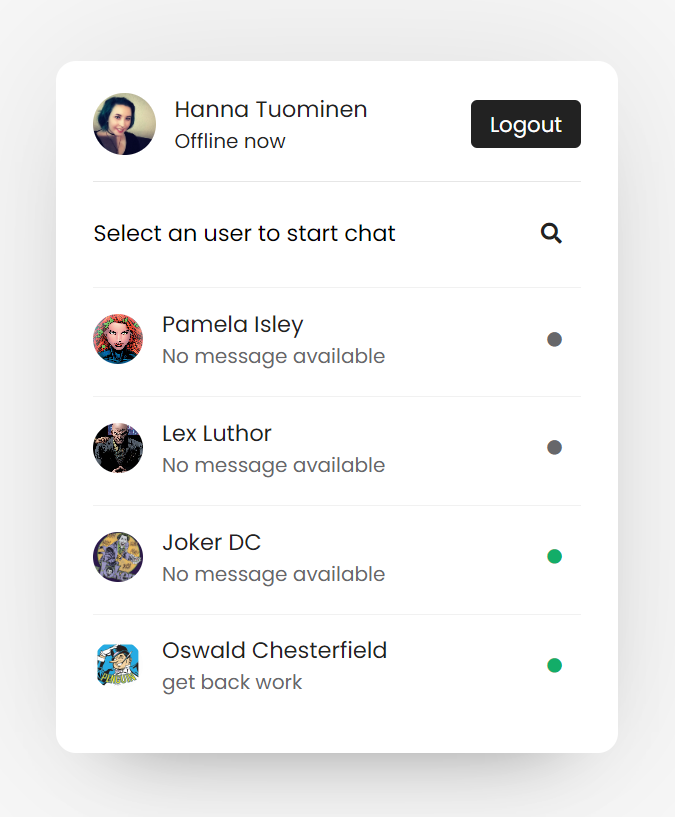 Hanna Tuominen
Offline now
Logout
Select an user to start chat
Pamela Isley
No message available
Lex Luthor
No message available
Joker DC
No message available
Oswald Chesterfield
get back work